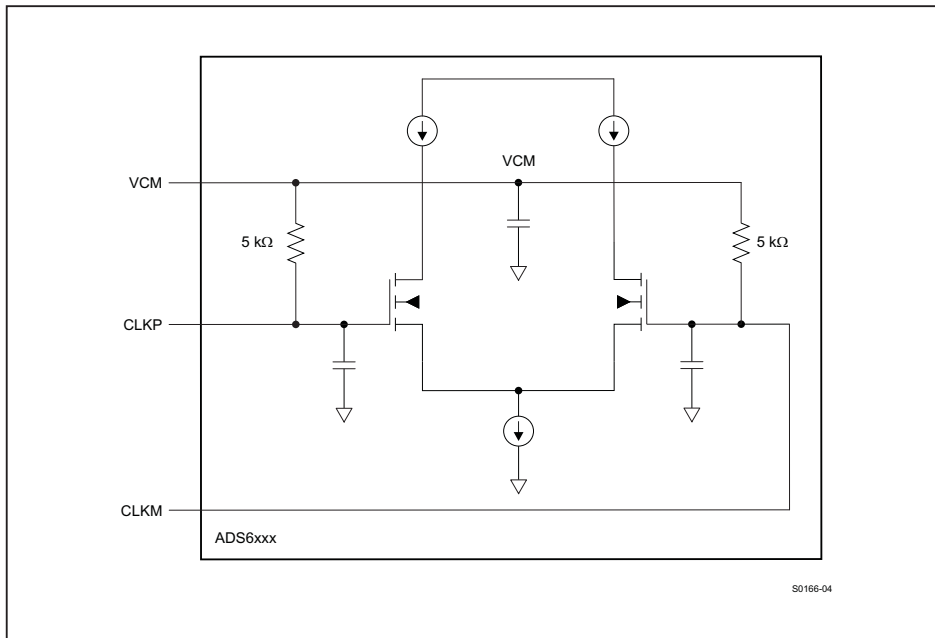 VCM
VCM
5 kΩ
5 kΩ
CLKP
CLKM
ADS6xxx
S0166-04